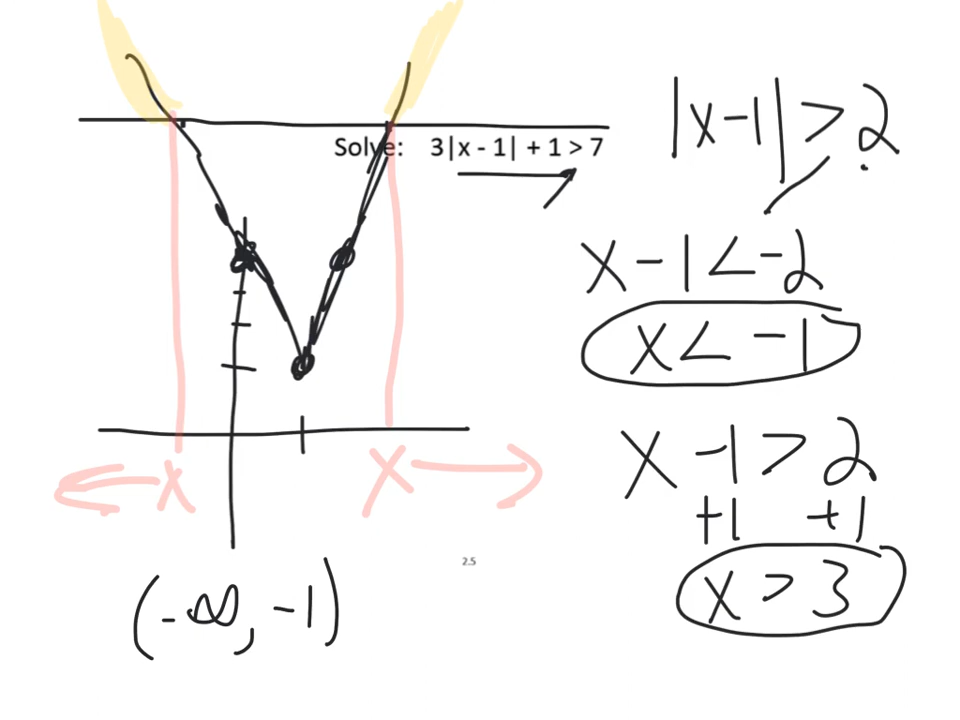 Solve: 3|x - 1| + 1 > 7
|x-1| > 2
x - 1 < -2
x < -1
x - 1 > 2
+1 +1
x > 3
x x
2.5
(-∞, -1)